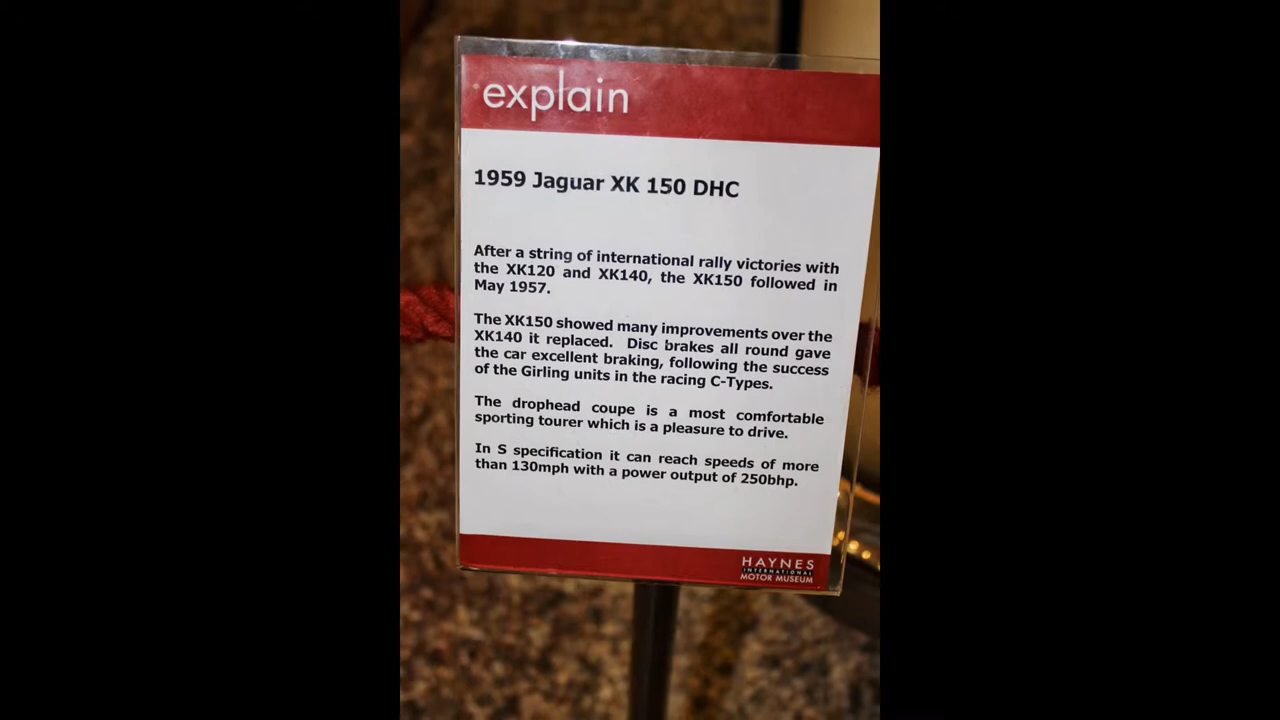 explain
1959 Jaguar XK 150 DHC
After a string of international rally victories with
the XK120 and XK140, the XK150 followed in
May 1957.
The XK150 showed many improvements over the
XK140 it replaced. Disc brakes all round gave
the car excellent braking, following the success
of the Girling units in the racing C-Types.
The drophead coupe is a most comfortable
sporting tourer which is a pleasure to drive.
In S specification it can reach speeds of more
than 130mph with a power output of 250bhp.
HAYNES
INTERNATIONAL
MOTOR MUSEUM